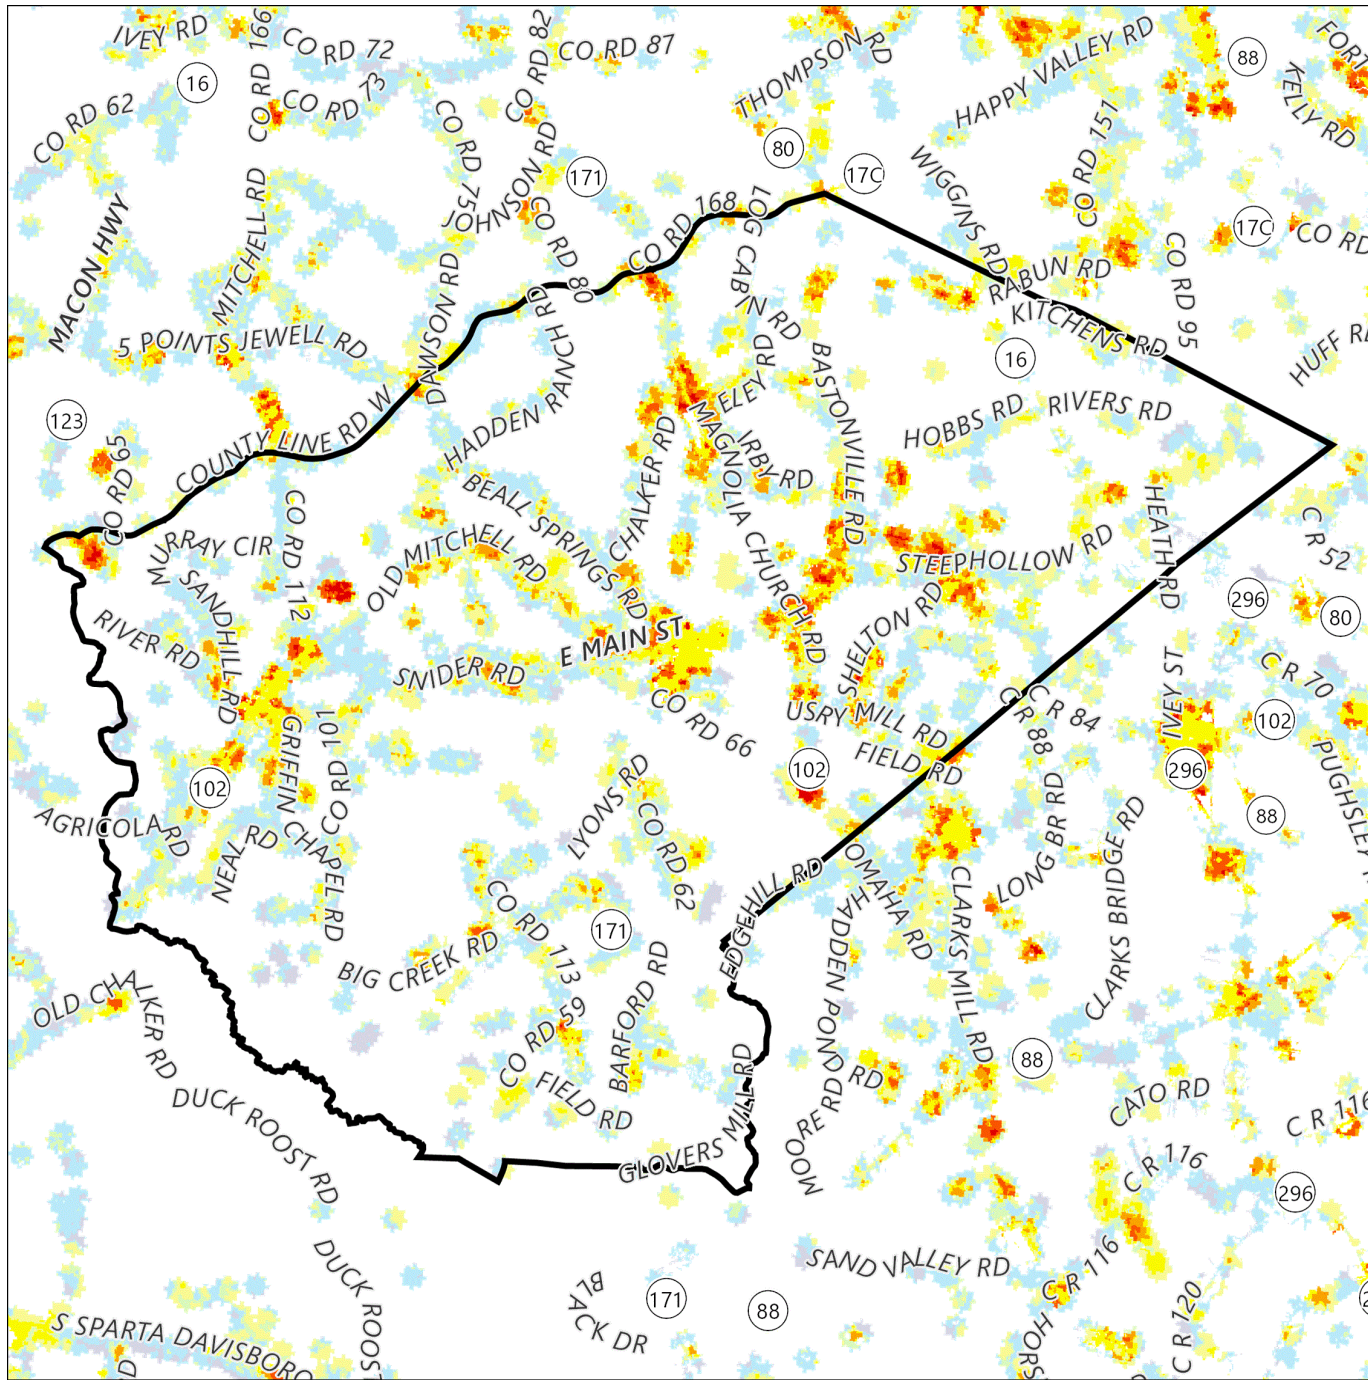 IVEY RD
CO RD 166
CO RD 72
CO RD 82
CO RD 87
THOMPSON RD
HAPPY VALLEY RD
88
FORT
KELLY RD
16
CO RD 73
CO RD 62
CO RD 75
JOHNSON RD
171
80
17C
WIGGINS RD
CO RD 151
17C
CO RD
MACON HWY
MITCHELL RD
CO RD 80
CO RD 168
LOG CABIN RD
RABUN RD
CO RD 95
KITCHENS RD
HUFF RD
5 POINTS JEWELL RD
DAWSON RD
HADDEN RANCH RD
ELEY RD
BASTONVILLE RD
16
HOBBS RD
RIVERS RD
123
CO RD 65
COUNTY LINE RD W
CHALKER RD
MAGNOLIA CHURCH RD
IRBY RD
HEATH RD
C R 52
MURRAY CIR
CO RD 112
BEALL SPRINGS RD
OLD MITCHELL RD
STEEPHOLLOW RD
296
80
SANDHILL RD
RIVER RD
SNIDER RD
E MAIN ST
SHELTON RD
IVEY ST
C R 70
102
CO RD 66
USRY MILL RD
C R 84
C R 88
GRIFFIN CHAPEL RD
CO RD 101
FIELD RD
102
102
296
88
PUGHSLEY
AGRICOLA RD
NEAL RD
LYONS RD
CO RD 62
LONG BR RD
CLARKS BRIDGE RD
EDGEHILL RD
OMAHA RD
HADDEN POND RD
CLARKS MILL RD
171
CO RD 113
BIG CREEK RD
BARFORD RD
OLD CHALKER RD
CO RD 59
FIELD RD
88
CATO RD
C R 116
DUCK ROOST RD
GLOVERS MILL RD
MOORE RD
C R 116
296
DUCK ROOST
SAND VALLEY RD
C R 116
C R 120
BLACK DR
171
88
S SPARTA DAVISBORO
HORS